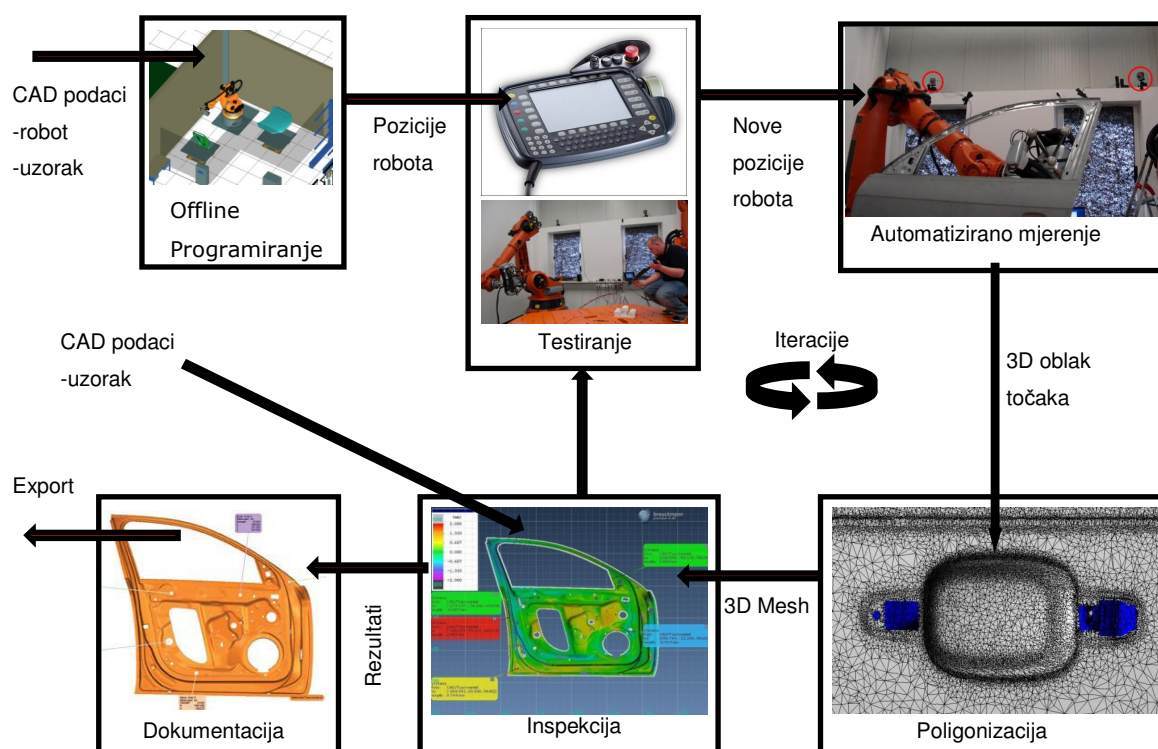 CAD podaci
-robot
-uzorak
Offline
Programiranje
Pozicije
robota
Testiranje
Nove
pozicije
robota
Automatizirano mjerenje
CAD podaci
-uzorak
Iteracije
3D oblak
točaka
Export
Dokumentacija
Rezultati
breuckmann
Inspekcija
3D Mesh
Poligonizacija